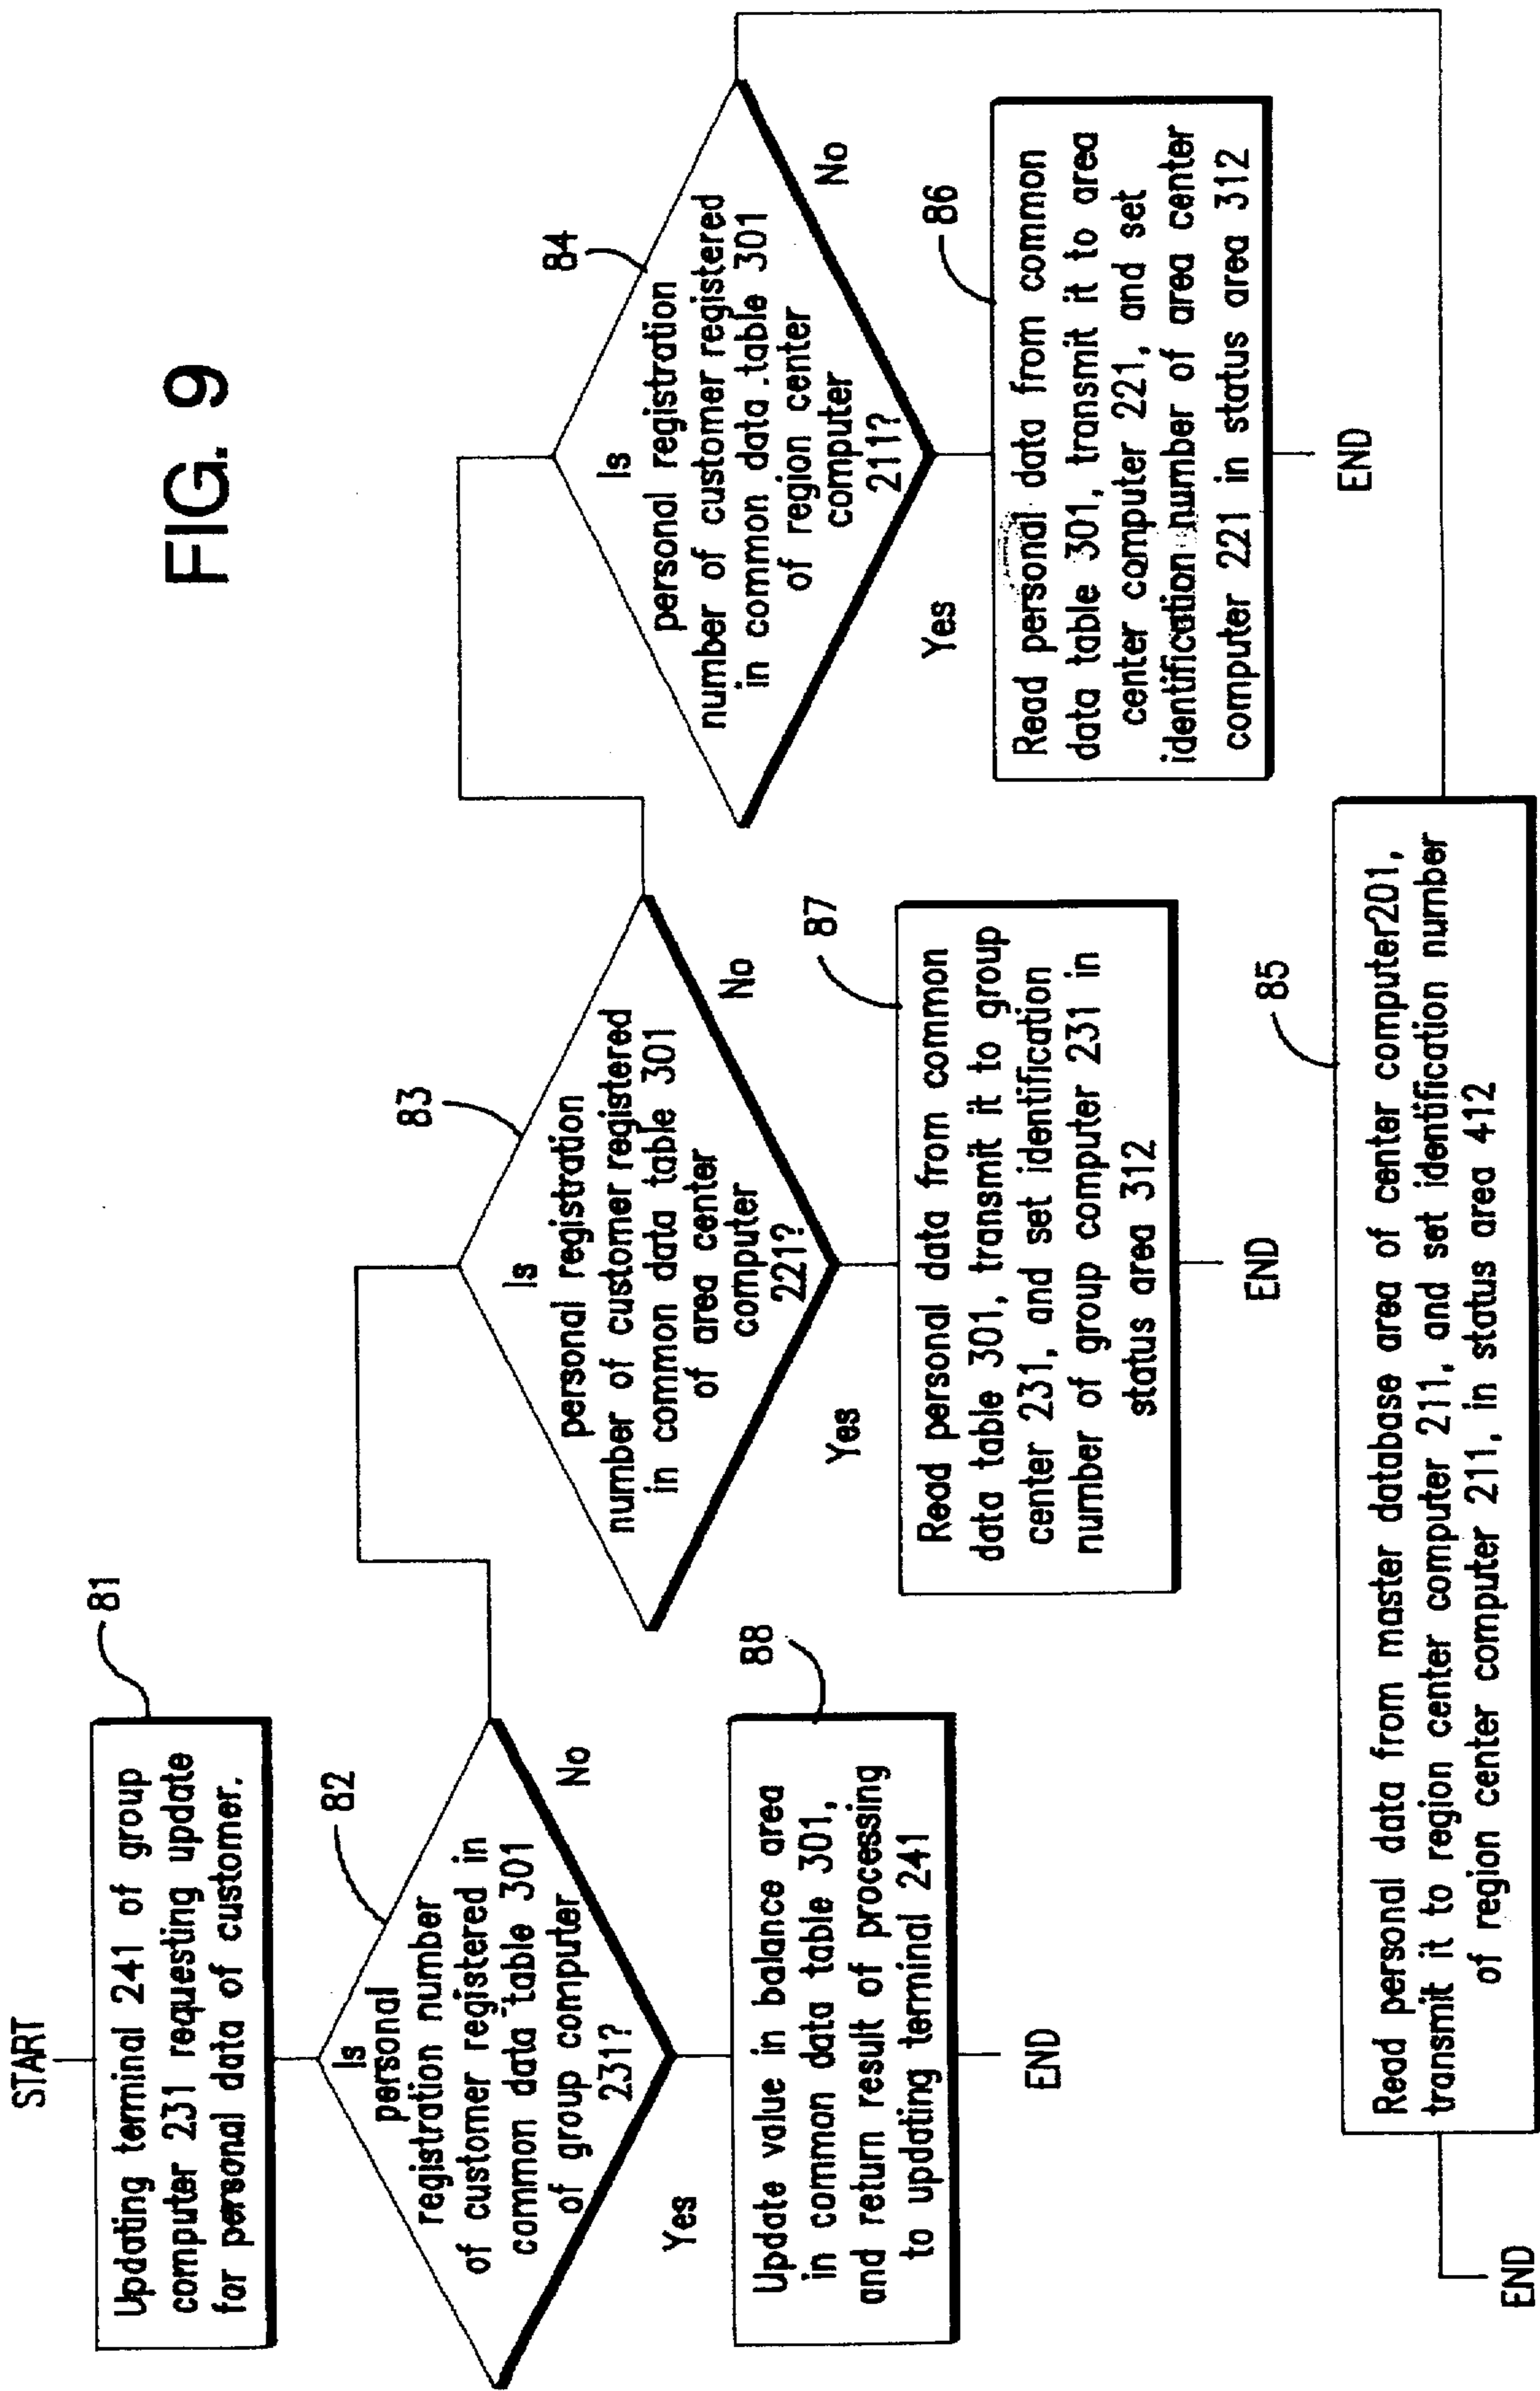 FIG. 9
START
81
Updating terminal 241 of group
computer 231 requesting update
for personal data of customer.
82
Is
personal
registration number
of customer registered in
common data table 301
of group computer
231?
Yes
No
88
Update value in balance area
in common data table 301,
and return result of processing
to updating terminal 241
END
83
Is
personal registration
number of customer registered
in common data table 301
of area center
computer
221?
Yes
No
87
Read personal data from common
data table 301, transmit it to group
center 231, and set identification
number of group computer 231 in
status area 312
END
84
Is
personal registration
number of customer registered
in common data table 301
of region center
computer
211?
Yes
No
86
Read personal data from common
data table 301, transmit it to area
center computer 221, and set
identification number of area center
computer 221 in status area 312
END
85
Read personal data from master database area of center computer201,
transmit it to region center computer 211, and set identification number
of region center computer 211, in status area 412
END